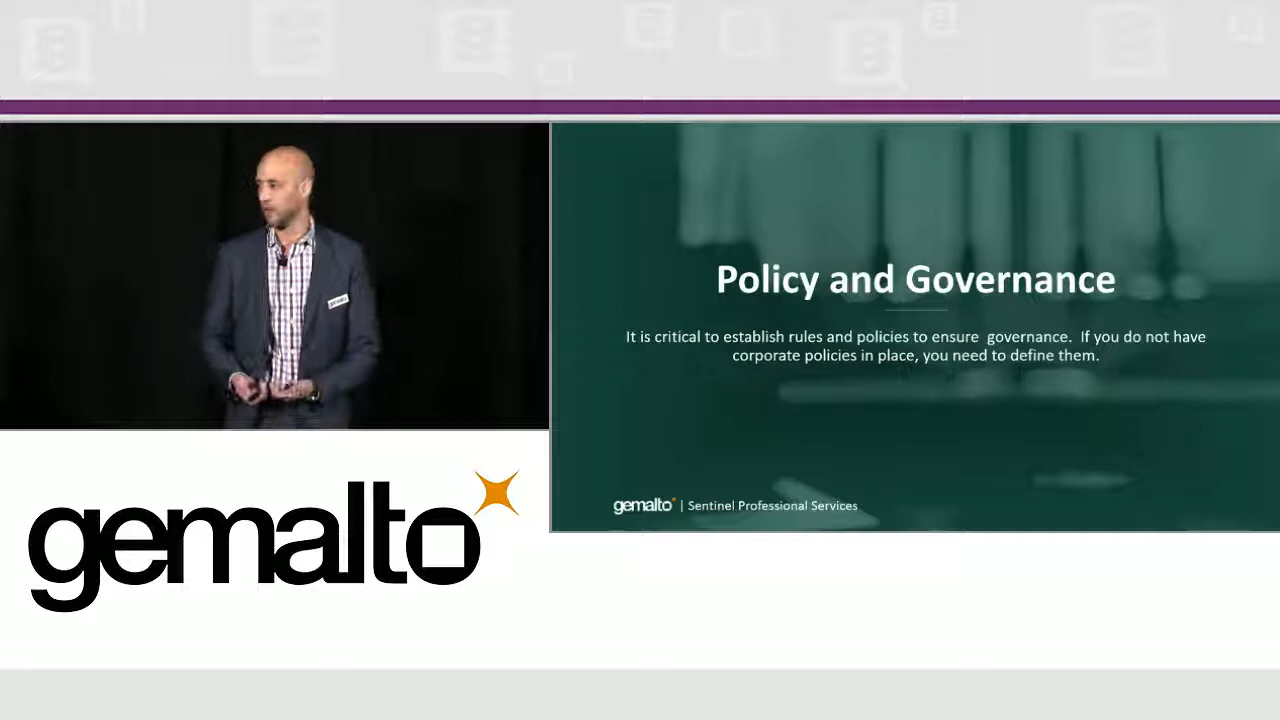 Policy and Governance
It is critical to establish rules and policies to ensure  governance.  If you do not have
corporate policies in place, you need to define them.
gemalto | Sentinel Professional Services
gemalto